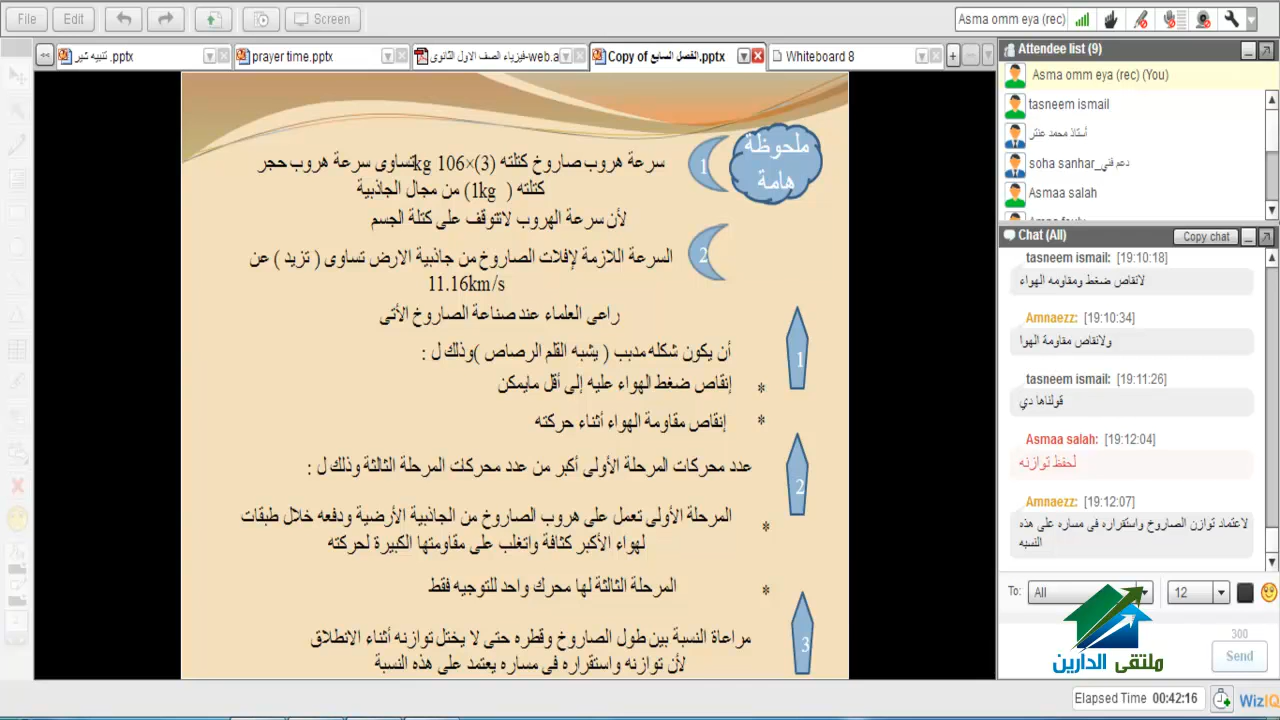 File
Edit
Screen
Asma omm eya (rec)
تنبيه شير .pptx
prayer time.pptx
فيزياء الصف الاول الثانوى-web.a
Copy of الفصل السابع.pptx
Whiteboard 8
ملحوظة
هامة
1
سرعة هروب صاروخ كتلته (3)×106 kgتساوى سرعة هروب حجر
كتلته ( 1kg) من مجال الجاذبية
لأن سرعة الهروب لاتتوقف على كتلة الجسم
2
السرعة اللازمة لإفلات الصاروخ من جاذبية الارض تساوى ( تزيد ) عن
11.16km/s
راعى العلماء عند صناعة الصاروخ الأتى
1
أن يكون شكله مدبب ( يشبه القلم الرصاص )وذلك ل :
* إنقاص ضغط الهواء عليه إلى أقل مايمكن
* إنقاص مقاومة الهواء أثناء حركته
2
عدد محركات المرحلة الأولى أكبر من عدد محركات المرحلة الثالثة وذلك ل :
* المرحلة الأولى تعمل على هروب الصاروخ من الجاذبية الأرضية ودفعه خلال طبقات
لهواء الأكبر كثافة واتغلب على مقاومتها الكبيرة لحركته
* المرحلة الثالثة لها محرك واحد للتوجيه فقط
3
مراعاة النسبة بين طول الصاروخ وقطره حتى لا يختل توازنه أثناء الانطلاق
لأن توازنه واستقراره فى مساره يعتمد على هذه النسبة
Attendee list (9)
Asma omm eya (rec) (You)
tasneem ismail
أستاذ محمد عنتر
soha sanhar_دعم فني
Asmaa salah
Chat (All)
Copy chat
tasneem ismail: [19:10:18]
لانقاص ضغط ومقاومه الهواء
Amnaezz: [19:10:34]
ولانقاص مقاومة الهوا
tasneem ismail: [19:11:26]
قولناها دي
Asmaa salah: [19:12:04]
لحفظ توازنه
Amnaezz: [19:12:07]
لاعتماد توازن الصاروخ واستقراره في مساره على هذه
النسبه
To:
All
12
300
Send
ملتقى الدارين
Elapsed Time 00:42:16
WizIQ